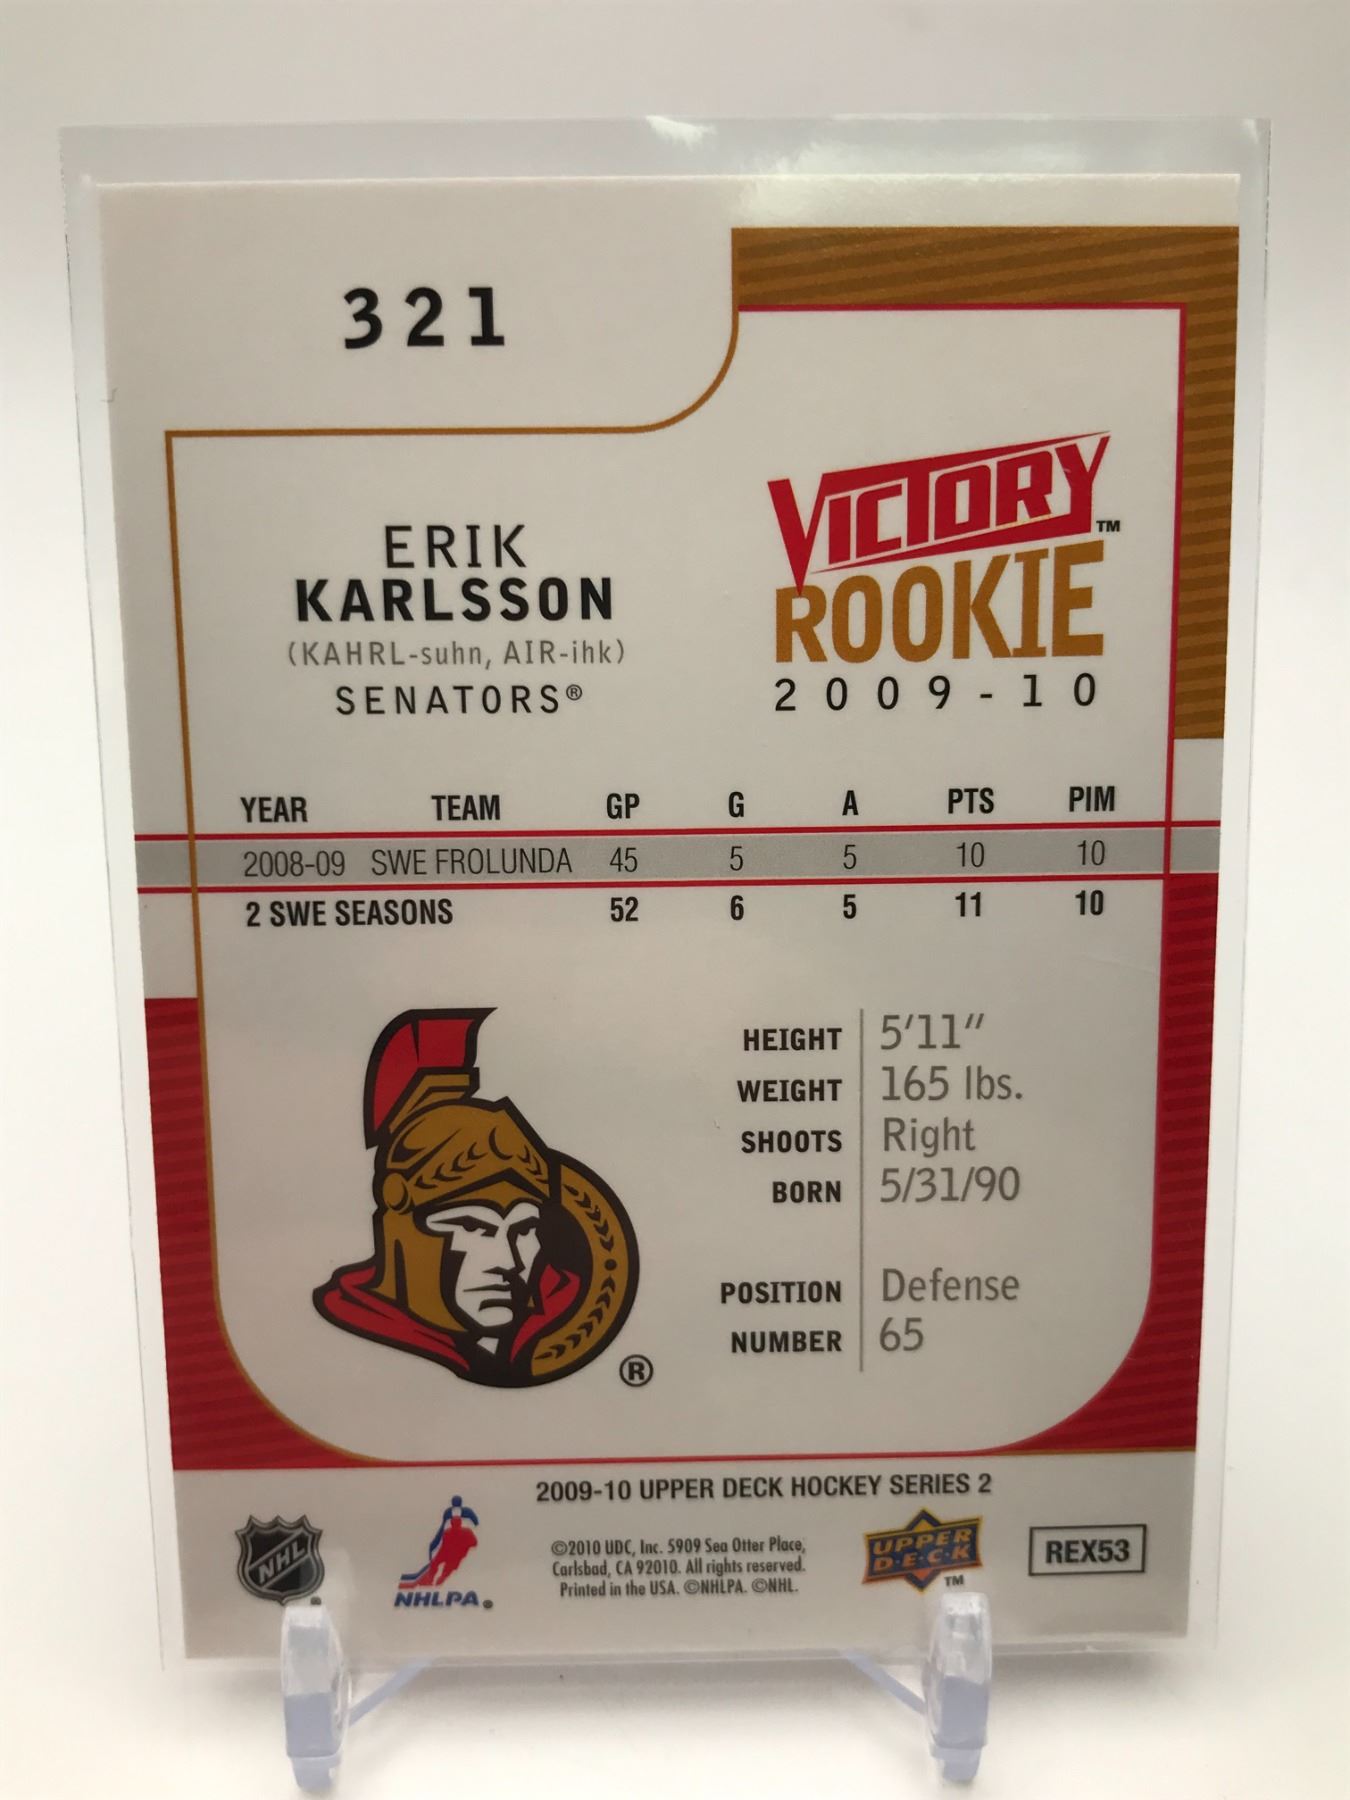 321
VICTORY™
ROOKIE
2009-10
ERIK
KARLSSON
(KAHRL-suhn, AIR-ihk)
SENATORS®
YEAR TEAM GP G A PTS PIM
2008-09 SWE FROLUNDA 45 5 5 10 10
2 SWE SEASONS 52 6 5 11 10
HEIGHT 5'11"
WEIGHT 165 lbs.
SHOOTS Right
BORN 5/31/90
POSITION Defense
NUMBER 65
®
2009-10 UPPER DECK HOCKEY SERIES 2
NHL®
NHLPA®
©2010 UDC, Inc. 5909 Sea Otter Place,
Carlsbad, CA 92010. All rights reserved.
Printed in the USA. ©NHLPA. ©NHL.
UPPER
D·E·C·K
TM
REX53